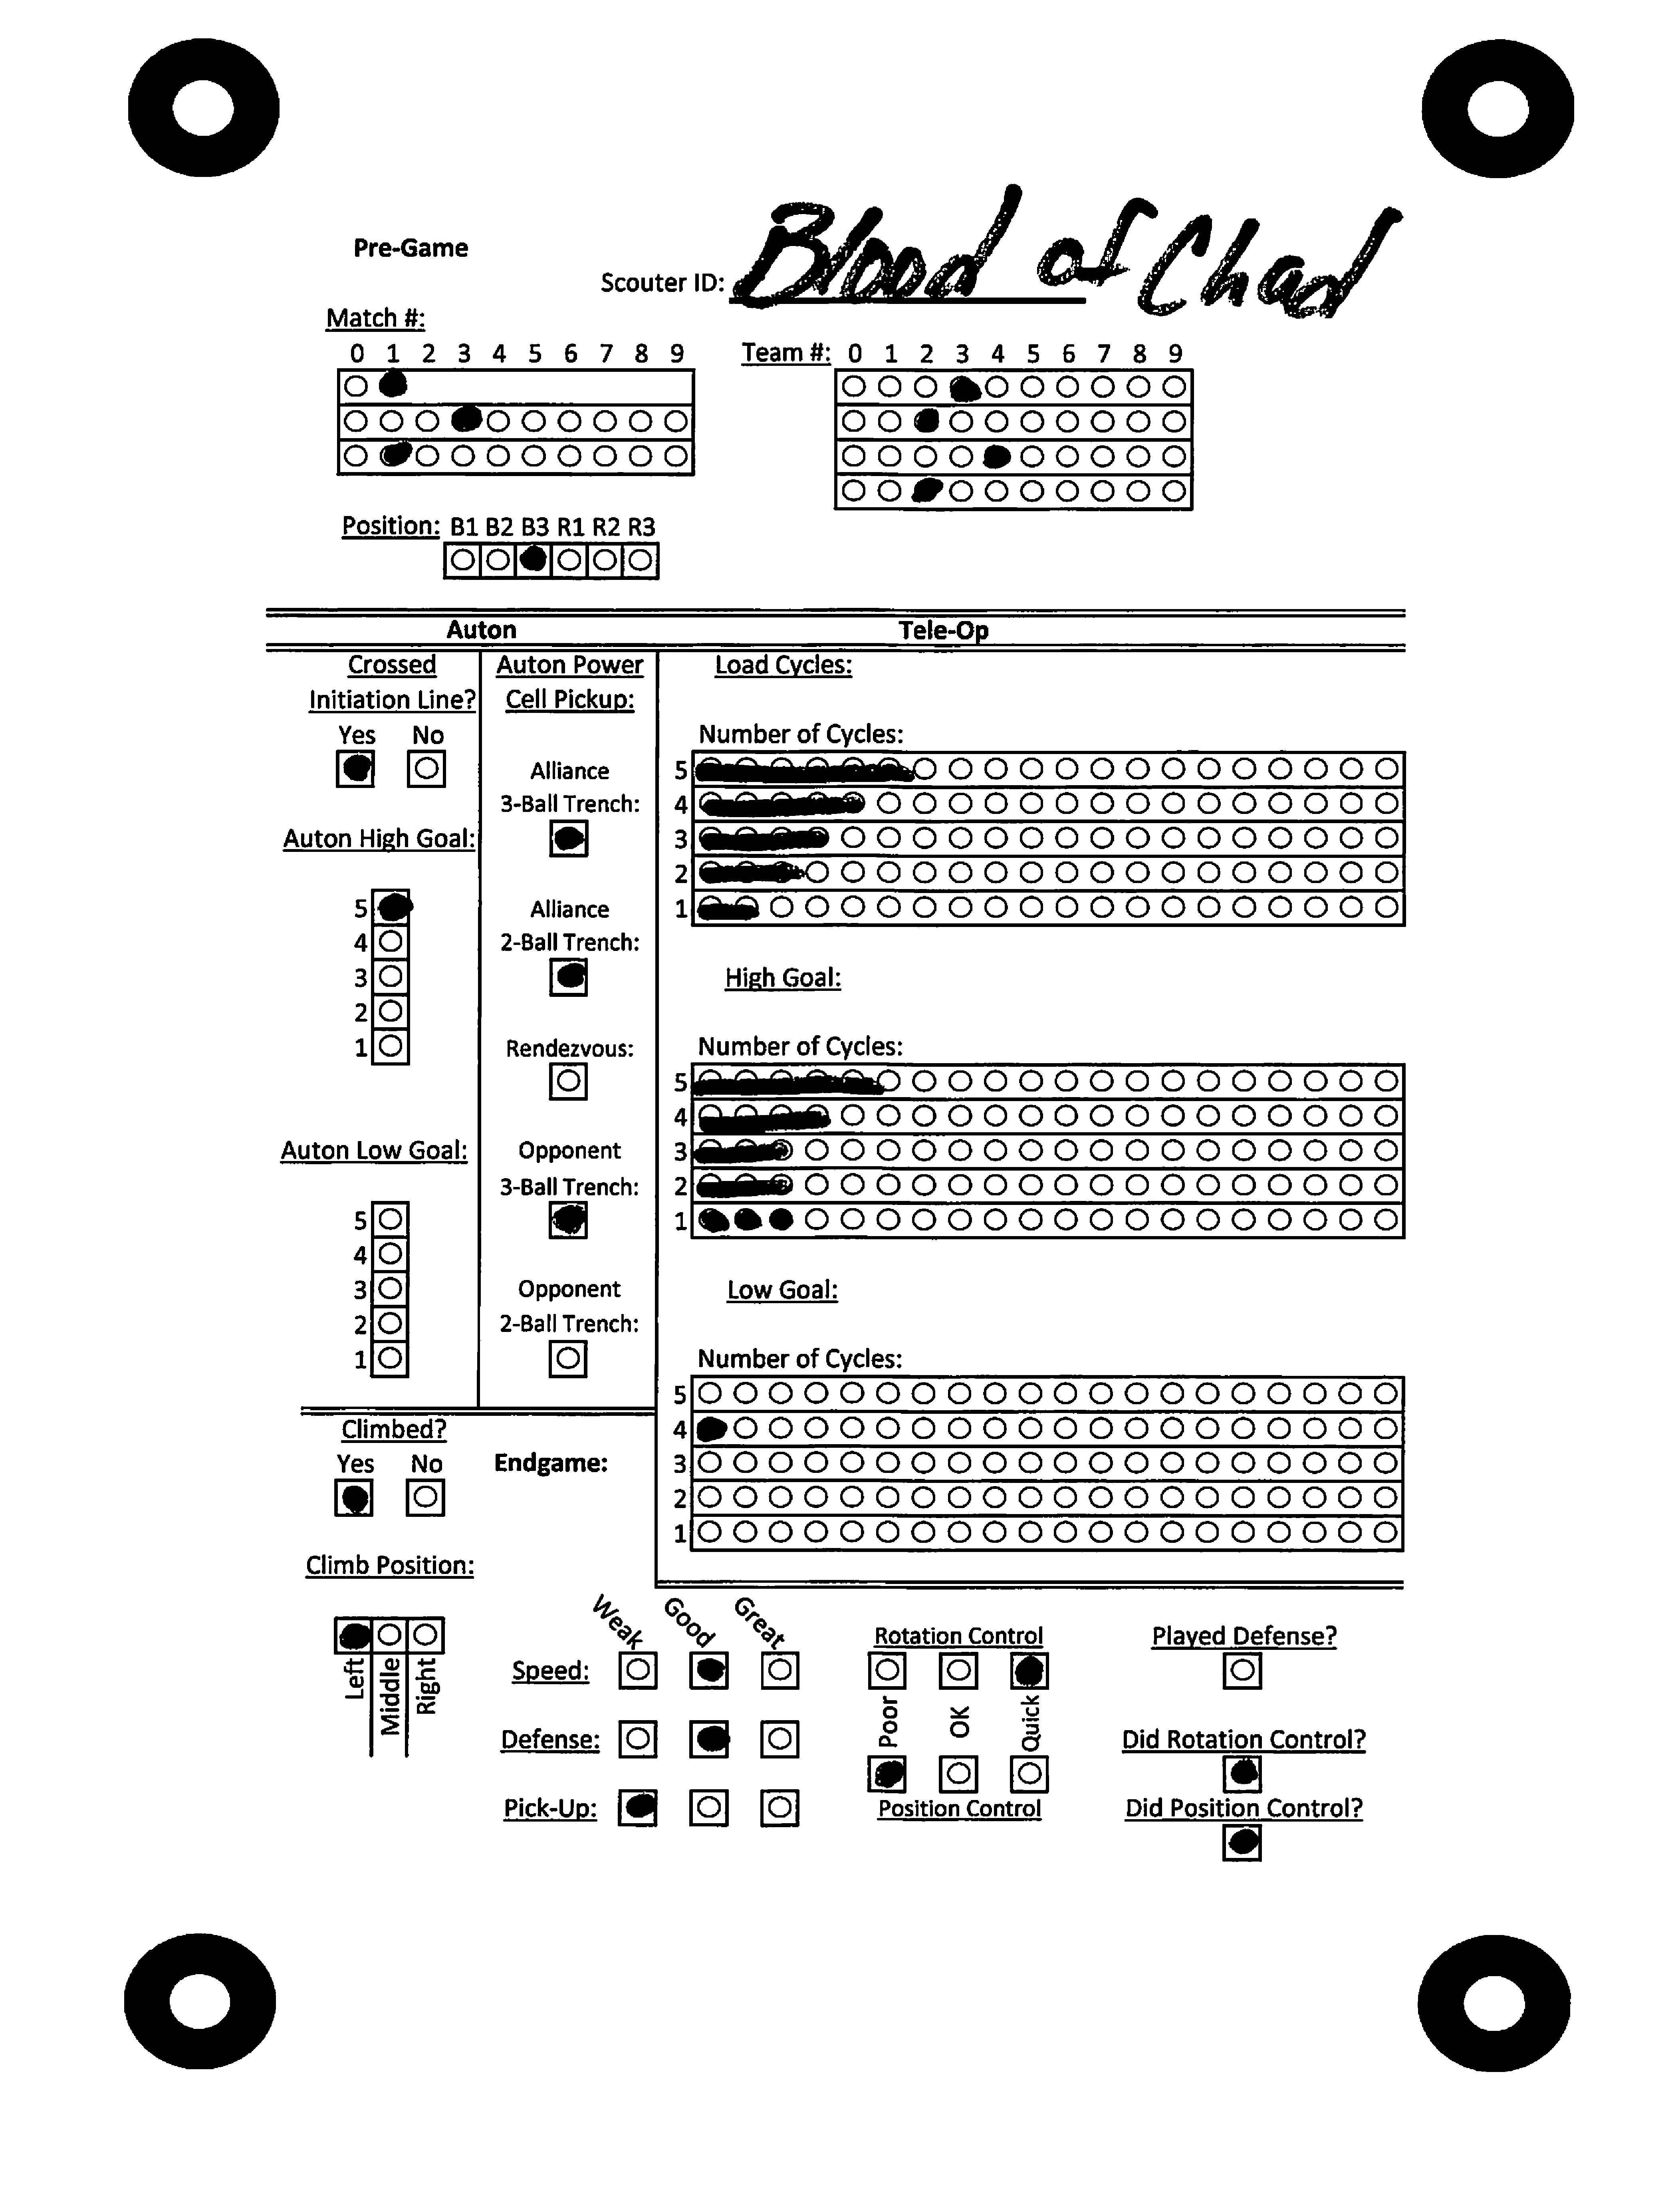 Pre-Game
Scouter ID: Blood of Chad
Match #:
0 1 2 3 4 5 6 7 8 9
Team #: 0 1 2 3 4 5 6 7 8 9
Position: B1 B2 B3 R1 R2 R3
Auton
Tele-Op
Crossed
Initiation Line?
Yes No
Auton High Goal:
5
4
3
2
1
Auton Low Goal:
5
4
3
2
1
Auton Power
Cell Pickup:
Alliance
3-Ball Trench:
Alliance
2-Ball Trench:
Rendezvous:
Opponent
3-Ball Trench:
Opponent
2-Ball Trench:
Load Cycles:
Number of Cycles:
5
4
3
2
1
High Goal:
Number of Cycles:
5
4
3
2
1
Low Goal:
Number of Cycles:
5
4
3
2
1
Climbed?
Yes No
Endgame:
Climb Position:
Left
Middle
Right
Weak Good Great
Speed:
Defense:
Pick-Up:
Rotation Control
Poor OK Quick
Position Control
Played Defense?
Did Rotation Control?
Did Position Control?